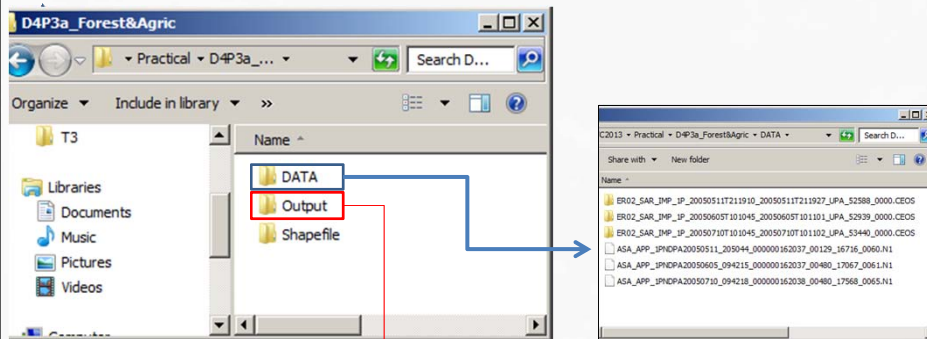 D4P3a_Forest&Agric
Practical D4P3a_... Search D...
Organize Include in library »
T3
Libraries
Documents
Music
Pictures
Videos
Name
DATA
Output
Shapefile
C2013 Practical D4P3a_Forest&Agric DATA Search D...
Share with New folder
Name
ER02_SAR_IMP_1P_20050511T211910_20050511T211927_UPA_52588_0000.CEOS
ER02_SAR_IMP_1P_20050605T101045_20050605T101101_UPA_52939_0000.CEOS
ER02_SAR_IMP_1P_20050710T101045_20050710T101102_UPA_53440_0000.CEOS
ASA_APP_1PNDPA20050511_205044_000000162037_00129_16716_0060.N1
ASA_APP_1PNDPA20050605_094215_000000162037_00480_17067_0061.N1
ASA_APP_1PNDPA20050710_094218_000000162038_00480_17568_0065.N1